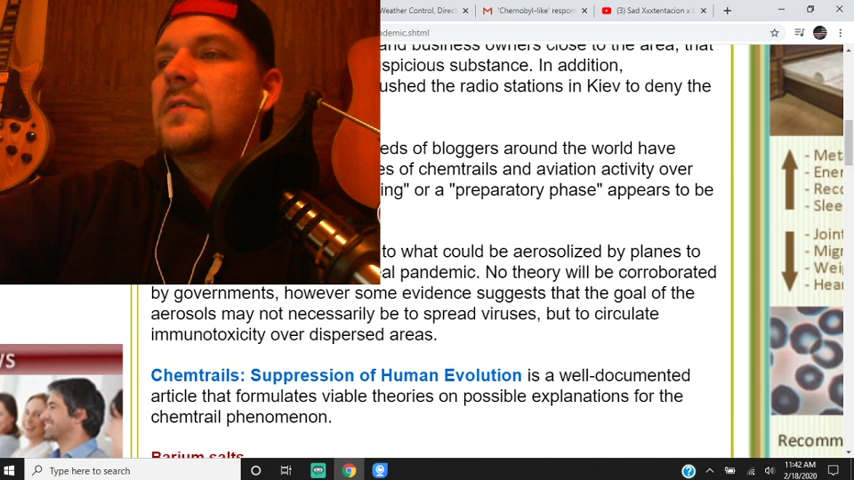 Weather Control, Direct
'Chernobyl-like' respon
(3) Sad Xxxtentacion x
ndemic.shtml
and business owners close to the area, that
spicious substance. In addition,
ushed the radio stations in Kiev to deny the
eds of bloggers around the world have
es of chemtrails and aviation activity over
ing" or a "preparatory phase" appears to be
to what could be aerosolized by planes to
al pandemic. No theory will be corroborated
by governments, however some evidence suggests that the goal of the
aerosols may not necessarily be to spread viruses, but to circulate
immunotoxicity over dispersed areas.
Chemtrails: Suppression of Human Evolution is a well-documented
article that formulates viable theories on possible explanations for the
chemtrail phenomenon.
Barium salts
- Met
- Ener
- Reco
- Slee
- Joint
- Migr
- Wei
- Hear
Recomm
WS
Type here to search
11:42 AM
2/18/2020